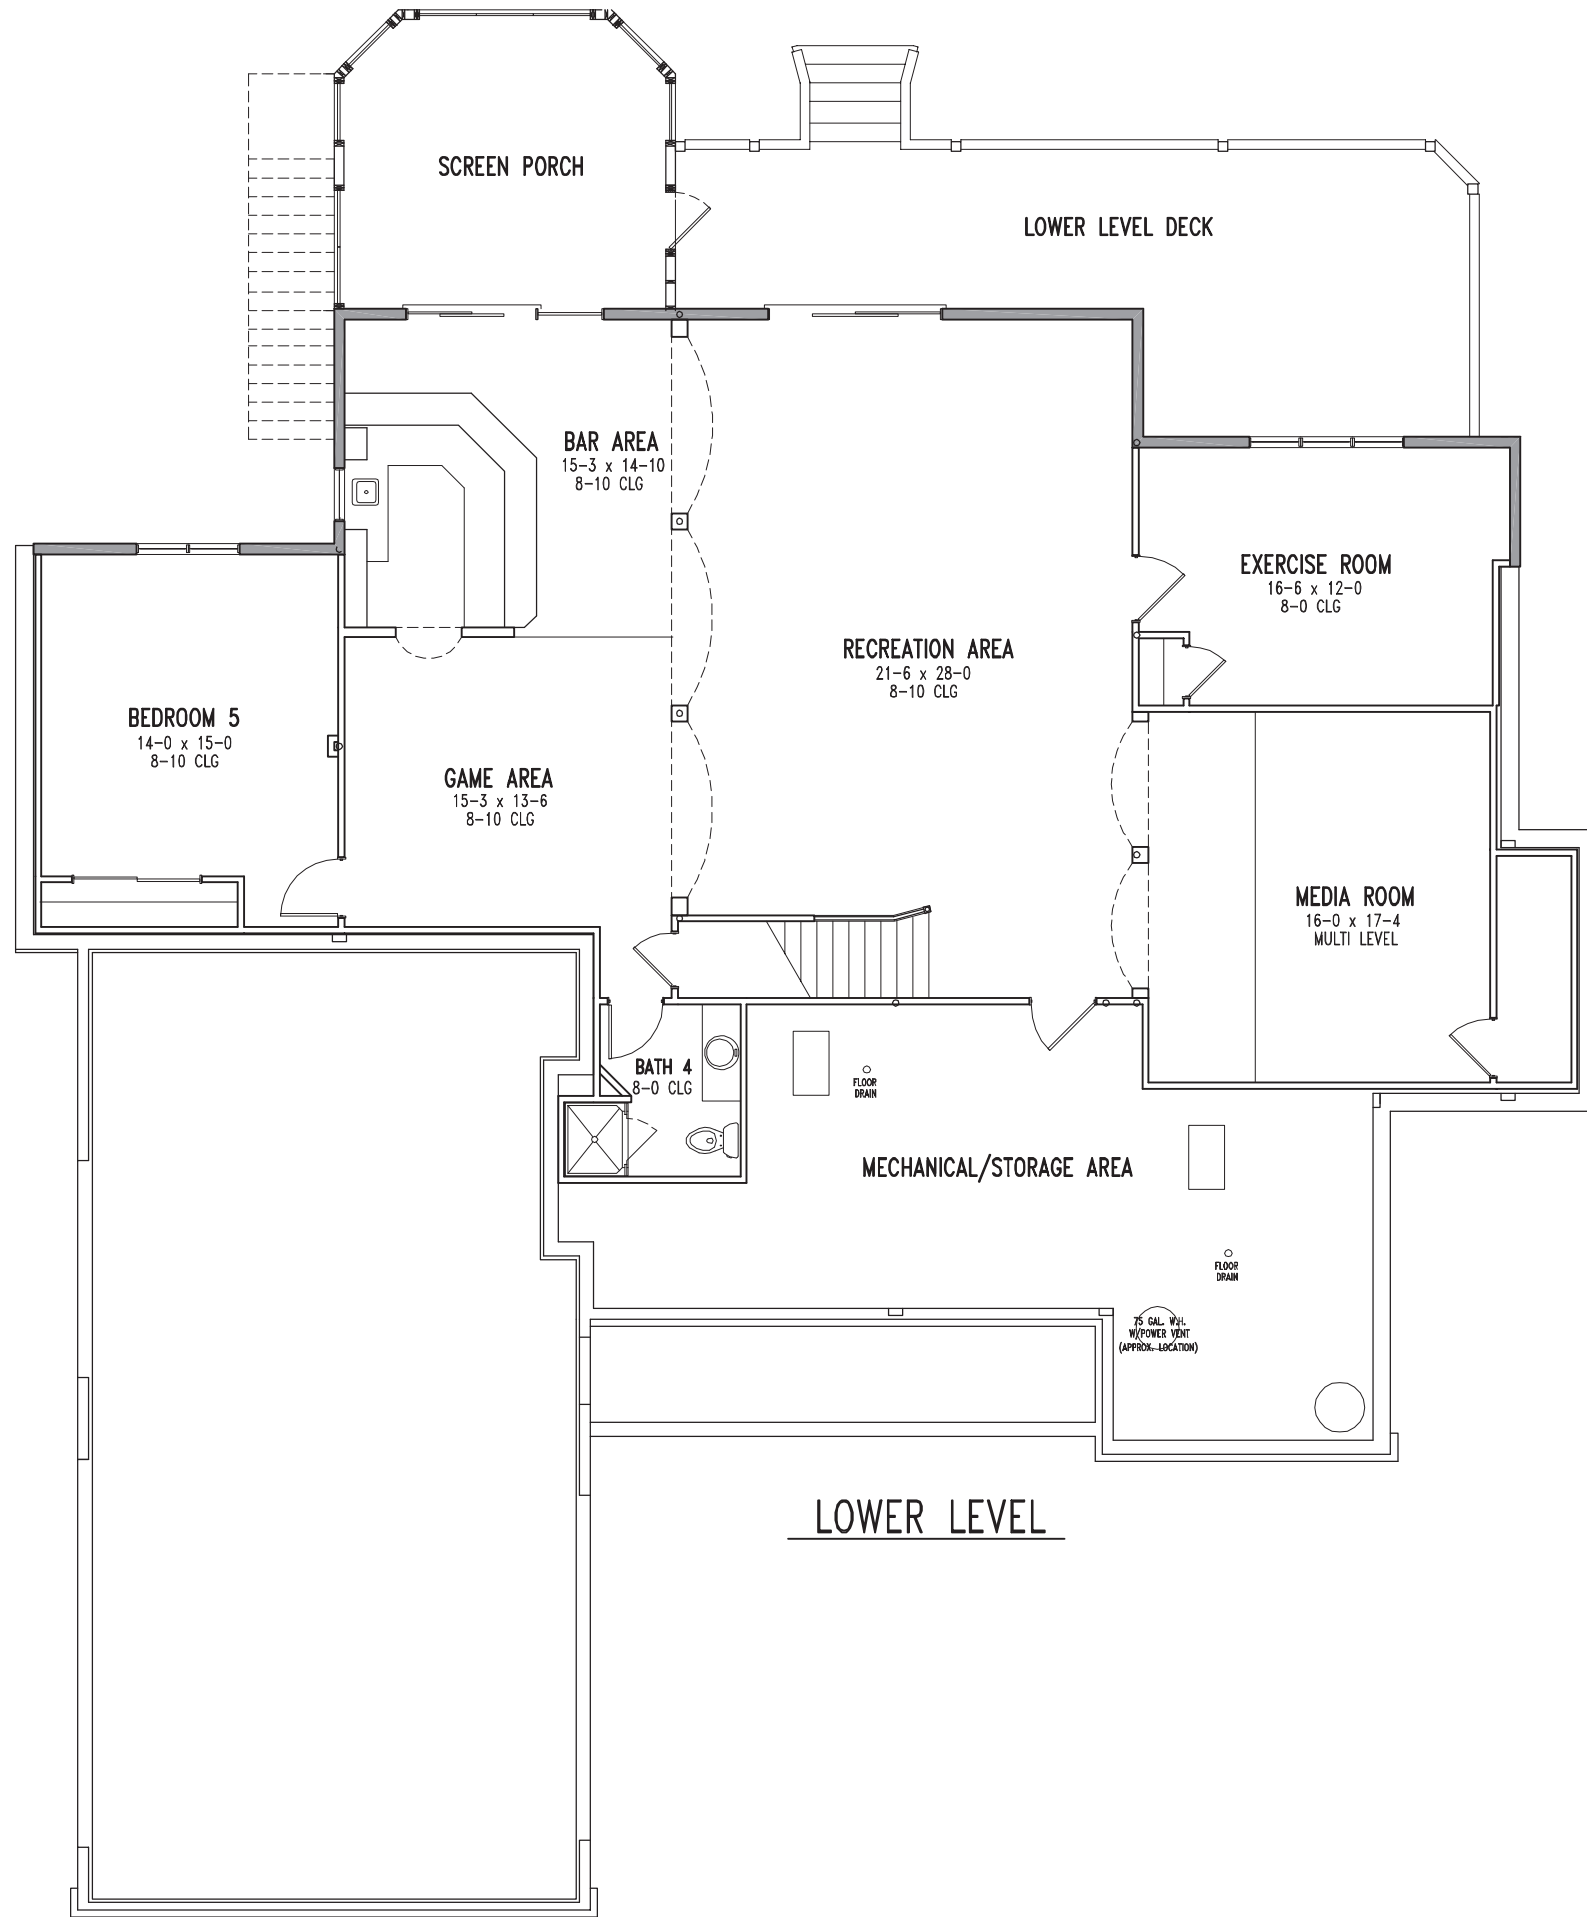 SCREEN PORCH
LOWER LEVEL DECK
BAR AREA
15-3 x 14-10
8-10 CLG
EXERCISE ROOM
16-6 x 12-0
8-0 CLG
RECREATION AREA
21-6 x 28-0
8-10 CLG
BEDROOM 5
14-0 x 15-0
8-10 CLG
GAME AREA
15-3 x 13-6
8-10 CLG
MEDIA ROOM
16-0 x 17-4
MULTI LEVEL
BATH 4
8-0 CLG
FLOOR
DRAIN
MECHANICAL/STORAGE AREA
FLOOR
DRAIN
75 GAL. W.H.
W/POWER VENT
(APPROX. LOCATION)
LOWER LEVEL